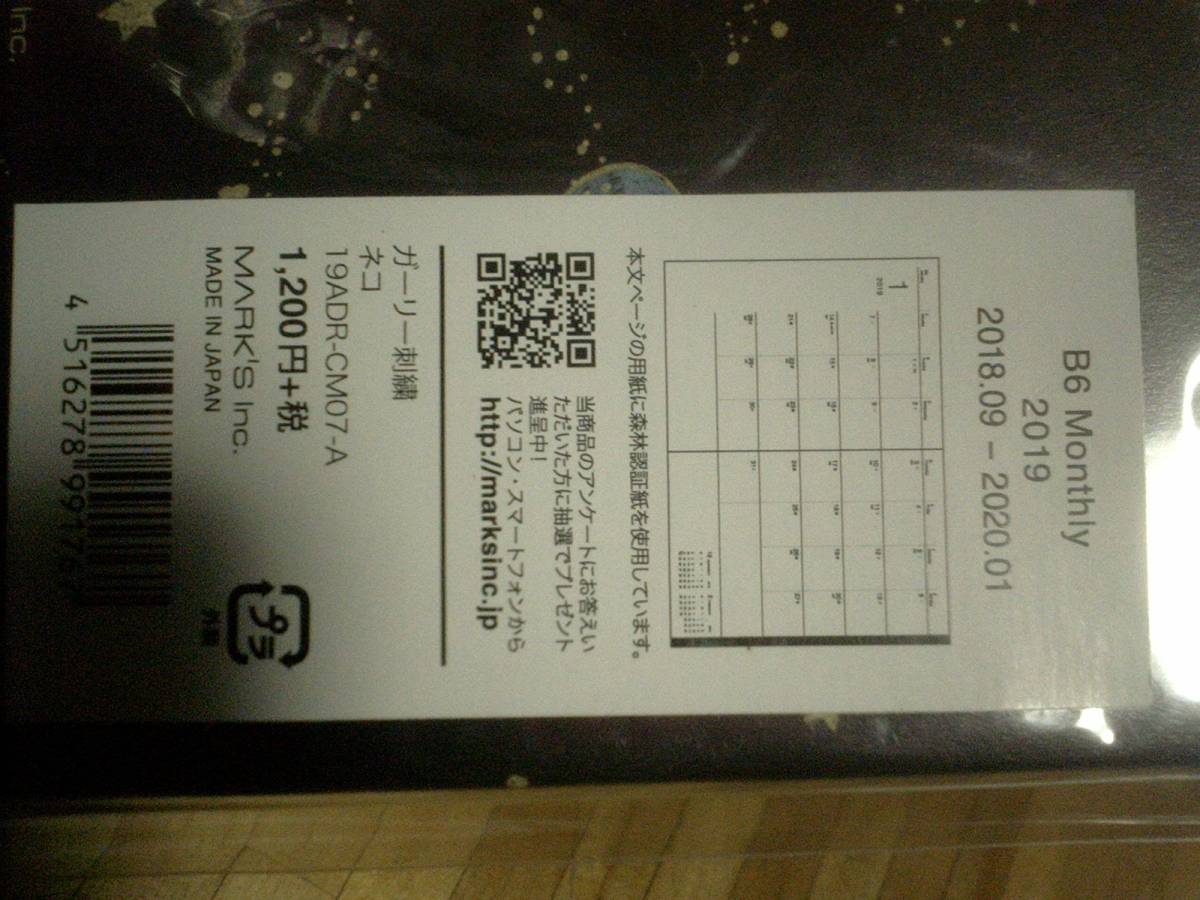 B6 Monthly
2019
2018.09 – 2020.01
1
2019
本文ページの用紙に森林認証紙を使用しています。
当商品のアンケートにお答えい
ただいた方に抽選でプレゼント
進呈中!
パソコン・スマートフォンから
http://marksinc.jp
ガーリー刺繍
ネコ
19ADR-CM07-A
1,200円+税
MARK'S Inc.
MADE IN JAPAN
プラ
外装
4 516278 9917
Inc.